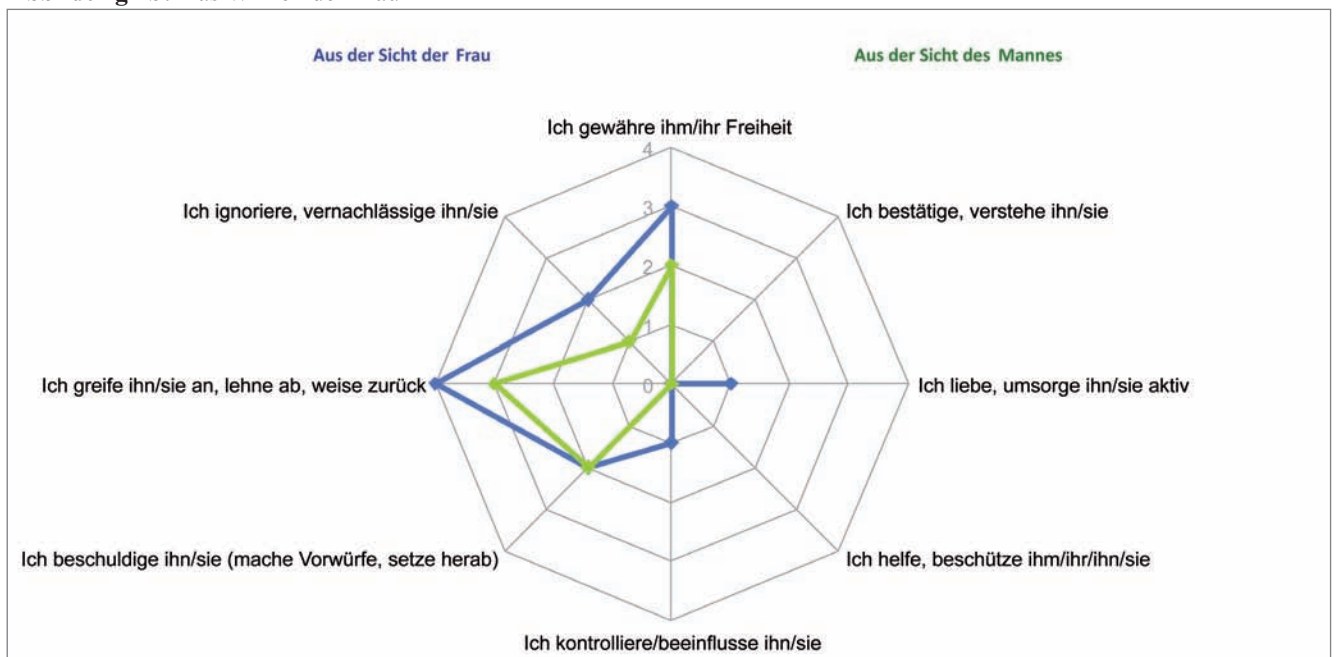 Aus der Sicht der Frau
Aus der Sicht des Mannes
Ich gewähre ihm/ihr Freiheit
4
Ich ignoriere, vernachlässige ihn/sie
Ich bestätige, verstehe ihn/sie
3
2
1
Ich greife ihn/sie an, lehne ab, weise zurück
0
Ich liebe, umsorge ihn/sie aktiv
Ich beschuldige ihn/sie (mache Vorwürfe, setze herab)
Ich helfe, beschütze ihm/ihr/ihn/sie
Ich kontrolliere/beeinflusse ihn/sie